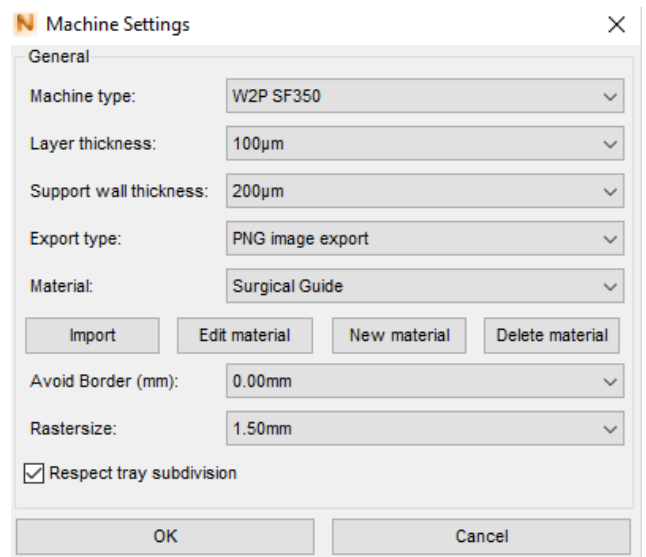 Machine Settings
General
Machine type: W2P SF350
Layer thickness: 100µm
Support wall thickness: 200µm
Export type: PNG image export
Material: Surgical Guide
Import Edit material New material Delete material
Avoid Border (mm): 0.00mm
Rastersize: 1.50mm
Respect tray subdivision
OK Cancel